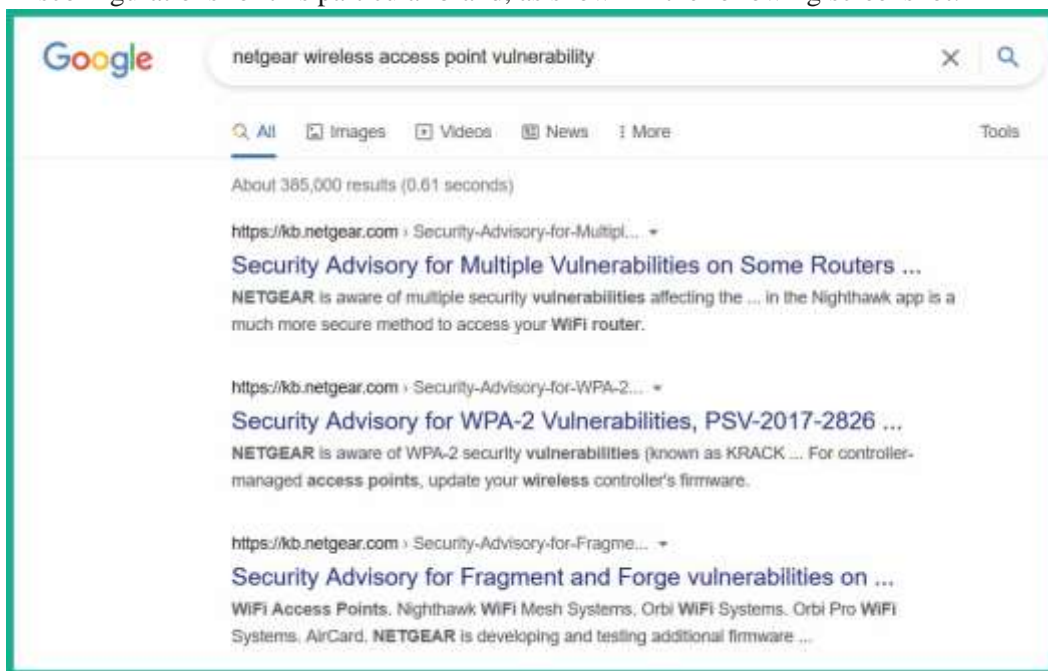 Google
netgear wireless access point vulnerability
All Images Videos News More Tools
About 385,000 results (0.61 seconds)
https://kb.netgear.com › Security-Advisory-for-Multipl...
Security Advisory for Multiple Vulnerabilities on Some Routers ...
NETGEAR is aware of multiple security vulnerabilities affecting the ... in the Nighthawk app is a
much more secure method to access your WiFi router.
https://kb.netgear.com › Security-Advisory-for-WPA-2...
Security Advisory for WPA-2 Vulnerabilities, PSV-2017-2826 ...
NETGEAR is aware of WPA-2 security vulnerabilities (known as KRACK ... For controller-
managed access points, update your wireless controller's firmware.
https://kb.netgear.com › Security-Advisory-for-Fragme...
Security Advisory for Fragment and Forge vulnerabilities on ...
WiFi Access Points. Nighthawk WiFi Mesh Systems. Orbi WiFi Systems. Orbi Pro WiFi
Systems. AirCard. NETGEAR is developing and testing additional firmware ...